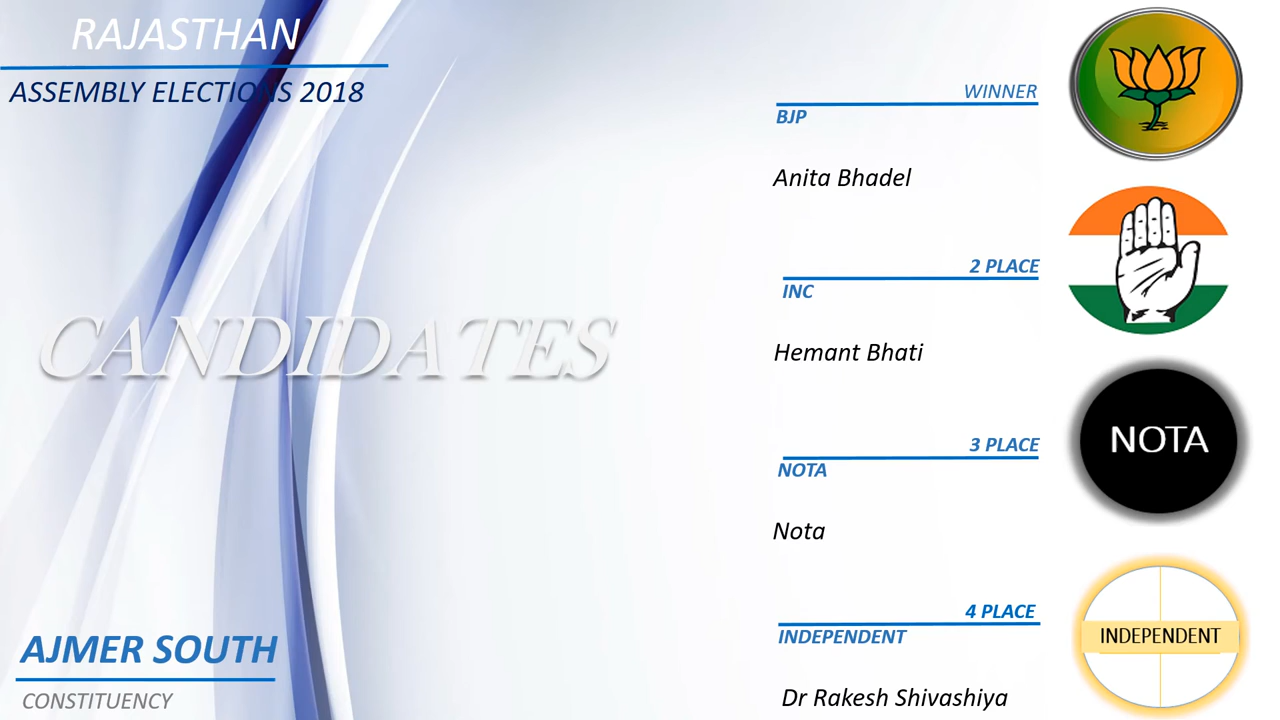 RAJASTHAN
ASSEMBLY ELECTIONS 2018
CANDIDATES
AJMER SOUTH
CONSTITUENCY
WINNER
BJP
Anita Bhadel
2 PLACE
INC
Hemant Bhati
3 PLACE
NOTA
Nota
NOTA
4 PLACE
INDEPENDENT
Dr Rakesh Shivashiya
INDEPENDENT